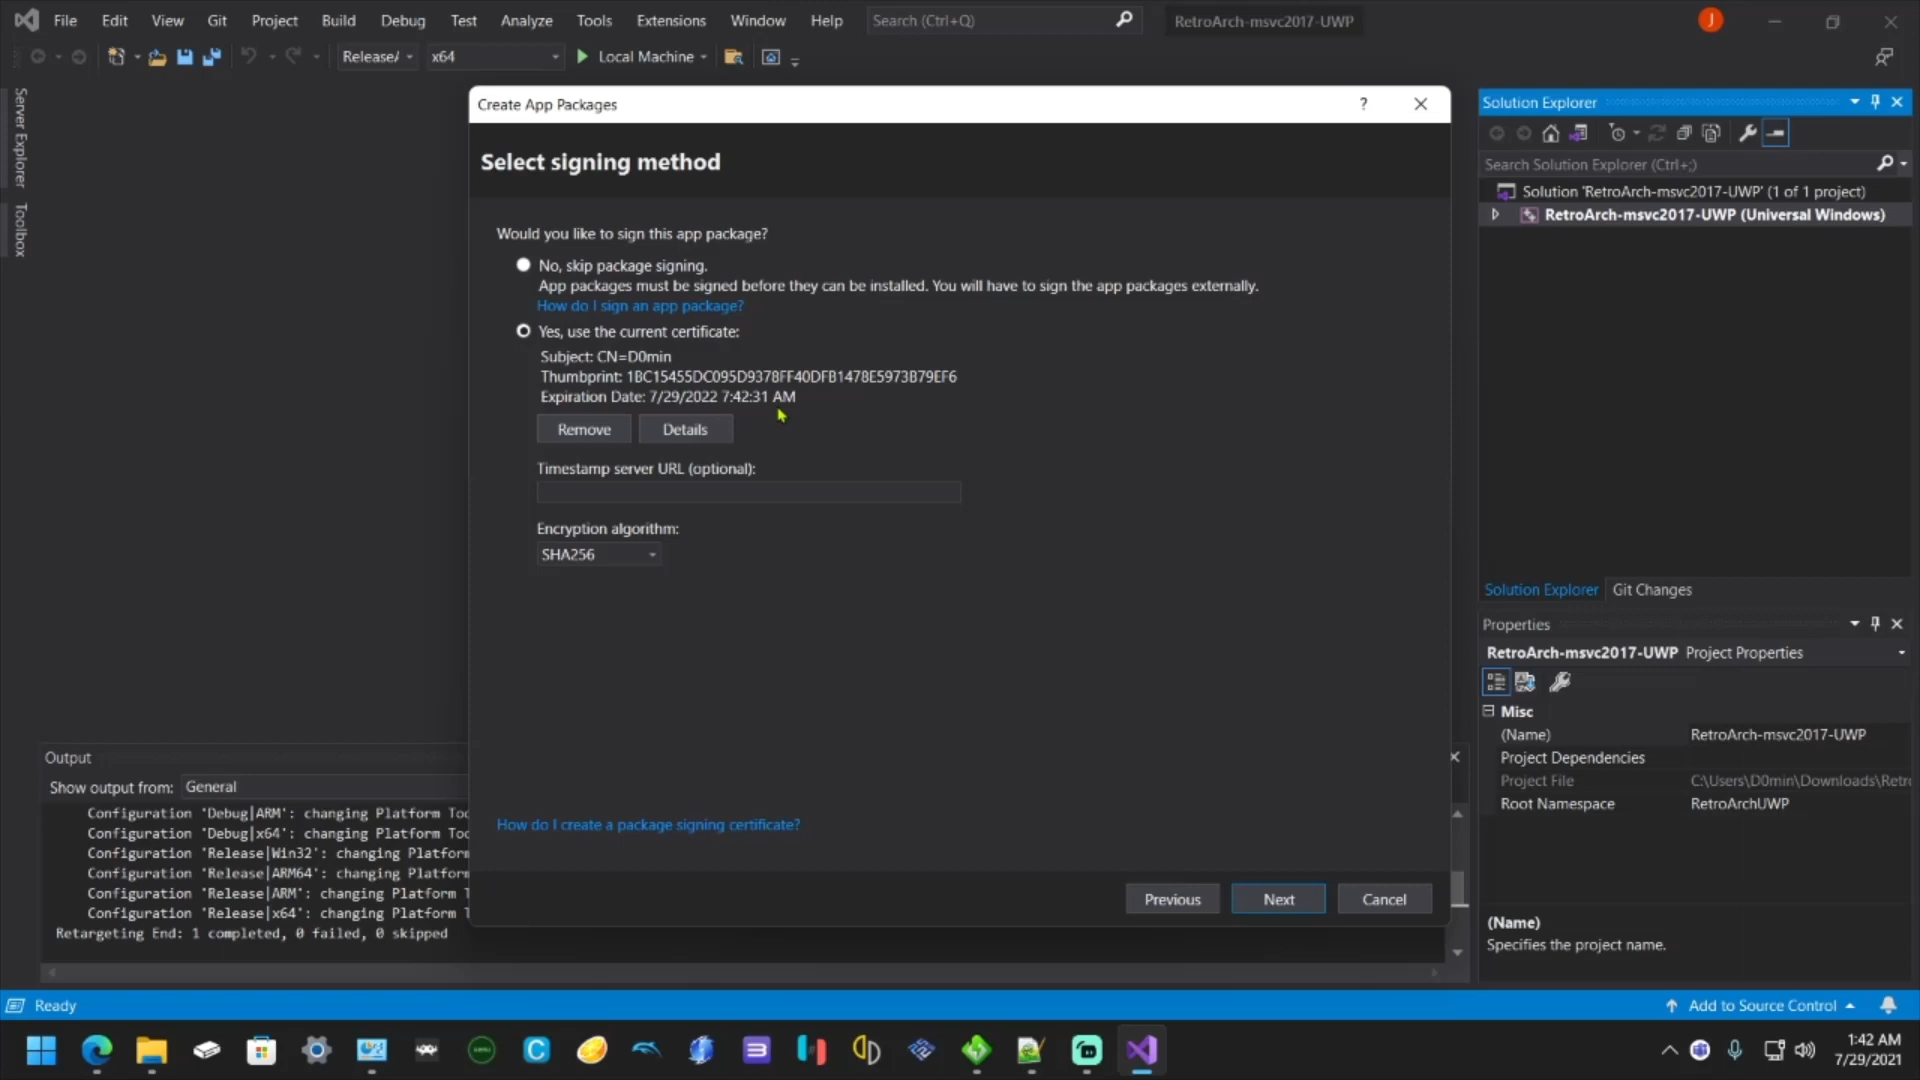 File Edit View Git Project Build Debug Test Analyze Tools Extensions Window Help Search (Ctrl+Q) RetroArch-msvc2017-UWP J
Release/ x64 Local Machine
Server Explorer
Toolbox
Create App Packages ?
Select signing method
Would you like to sign this app package?
No, skip package signing.
App packages must be signed before they can be installed. You will have to sign the app packages externally.
How do I sign an app package?
Yes, use the current certificate:
Subject: CN=D0min
Thumbprint: 1BC15455DC095D9378FF40DFB1478E5973B79EF6
Expiration Date: 7/29/2022 7:42:31 AM
Remove Details
Timestamp server URL (optional):
Encryption algorithm:
SHA256
How do I create a package signing certificate?
Previous Next Cancel
Solution Explorer
Search Solution Explorer (Ctrl+;)
Solution 'RetroArch-msvc2017-UWP' (1 of 1 project)
RetroArch-msvc2017-UWP (Universal Windows)
Solution Explorer Git Changes
Properties
RetroArch-msvc2017-UWP Project Properties
Misc
(Name) RetroArch-msvc2017-UWP
Project Dependencies
Project File C:\Users\D0min\Downloads\Retro
Root Namespace RetroArchUWP
(Name)
Specifies the project name.
Output
Show output from: General
Configuration 'Debug|ARM': changing Platform Too
Configuration 'Debug|x64': changing Platform Too
Configuration 'Release|Win32': changing Platform
Configuration 'Release|ARM64': changing Platform
Configuration 'Release|ARM': changing Platform T
Configuration 'Release|x64': changing Platform T
Retargeting End: 1 completed, 0 failed, 0 skipped
Ready Add to Source Control
1:42 AM
7/29/2021